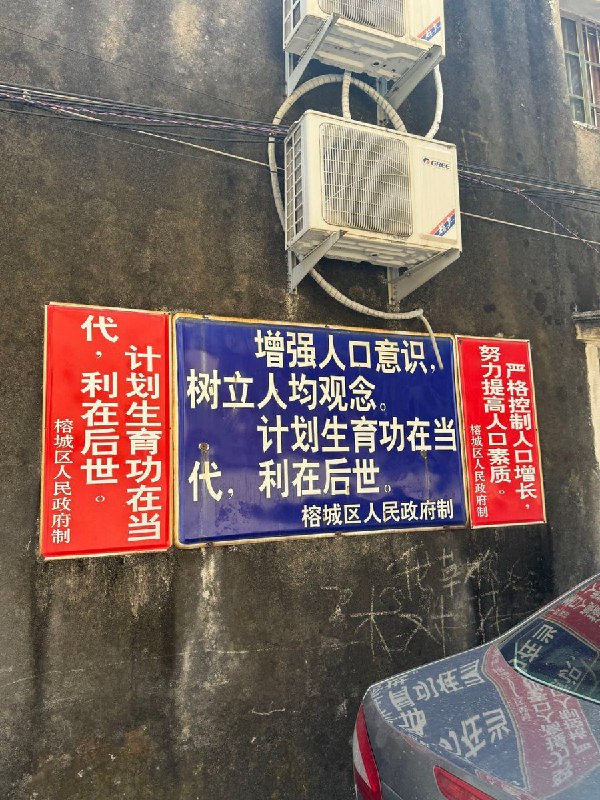 GREE
计划生育功在当
代，利在后世。
榕城区人民政府制
增强人口意识，
树立人均观念。
计划生育功在当
代，利在后世。
榕城区人民政府制
严格控制人口增长，
努力提高人口素质。
榕城区人民政府制